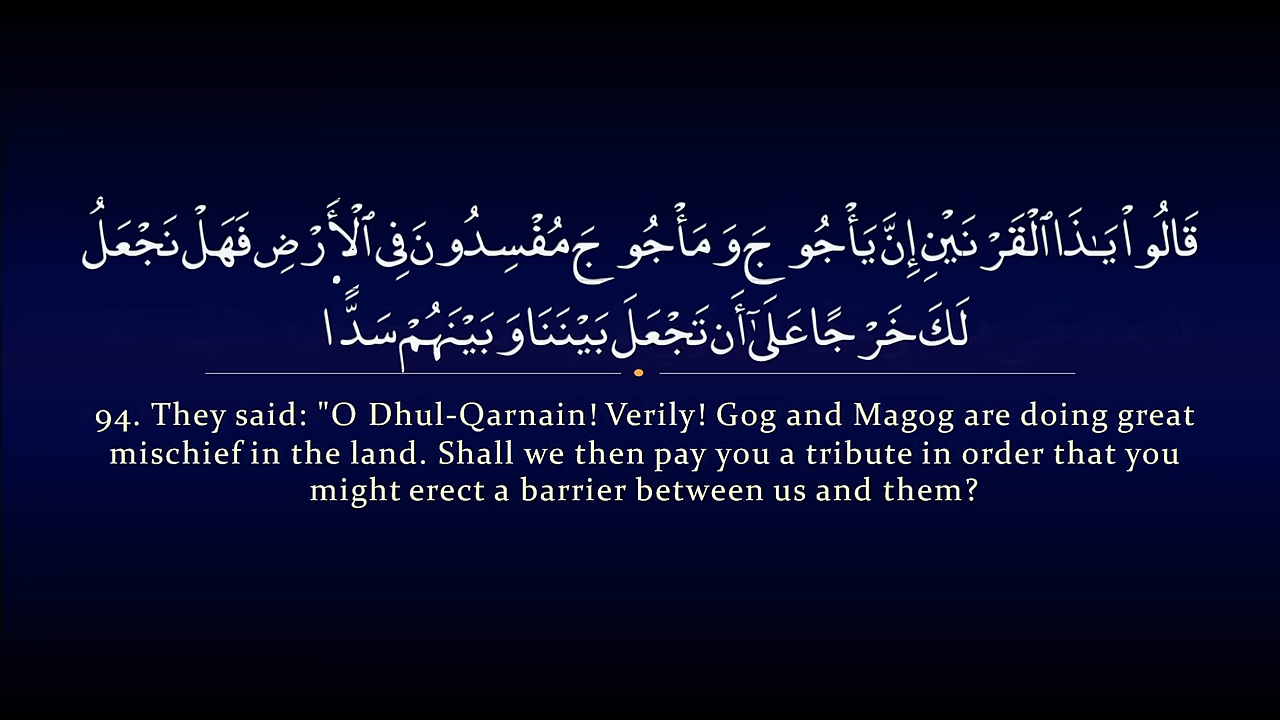 قَالُوا۟ يَـٰذَا ٱلْقَرْنَيْنِ إِنَّ يَأْجُوجَ وَمَأْجُوجَ مُفْسِدُونَ فِى ٱلْأَرْضِ فَهَلْ نَجْعَلُ
لَكَ خَرْجًا عَلَىٰٓ أَن تَجْعَلَ بَيْنَنَا وَبَيْنَهُمْ سَدًّا
94. They said: "O Dhul-Qarnain! Verily! Gog and Magog are doing great
mischief in the land. Shall we then pay you a tribute in order that you
might erect a barrier between us and them?